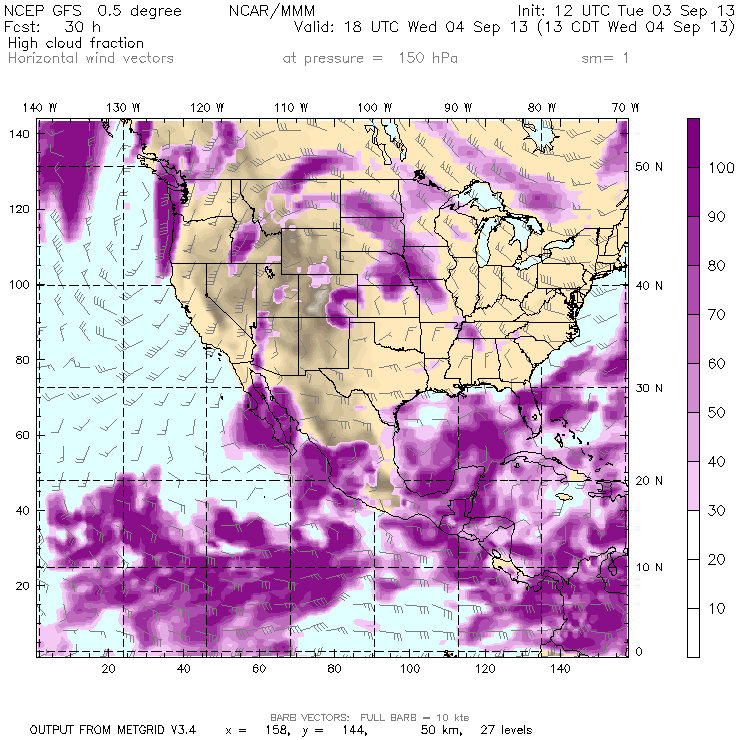 NCEP GFS 0.5 degree NCAR/MMM Init: 12 UTC Tue 03 Sep 13
Fcst: 30 h Valid: 18 UTC Wed 04 Sep 13 (13 CDT Wed 04 Sep 13)
High cloud fraction
Horizontal wind vectors at pressure = 150 hPa sm= 1
140 W 130 W 120 W 110 W 100 W 90 W 80 W 70 W
140
50 N
100
120
90
80
100
40 N
70
80
60
30 N
50
60
20 N
40
40
30
10 N
20
20
10
0
20 40 60 80 100 120 140
BARB VECTORS: FULL BARB = 10 kts
OUTPUT FROM METGRID V3.4 x = 158, y = 144, 50 km, 27 levels